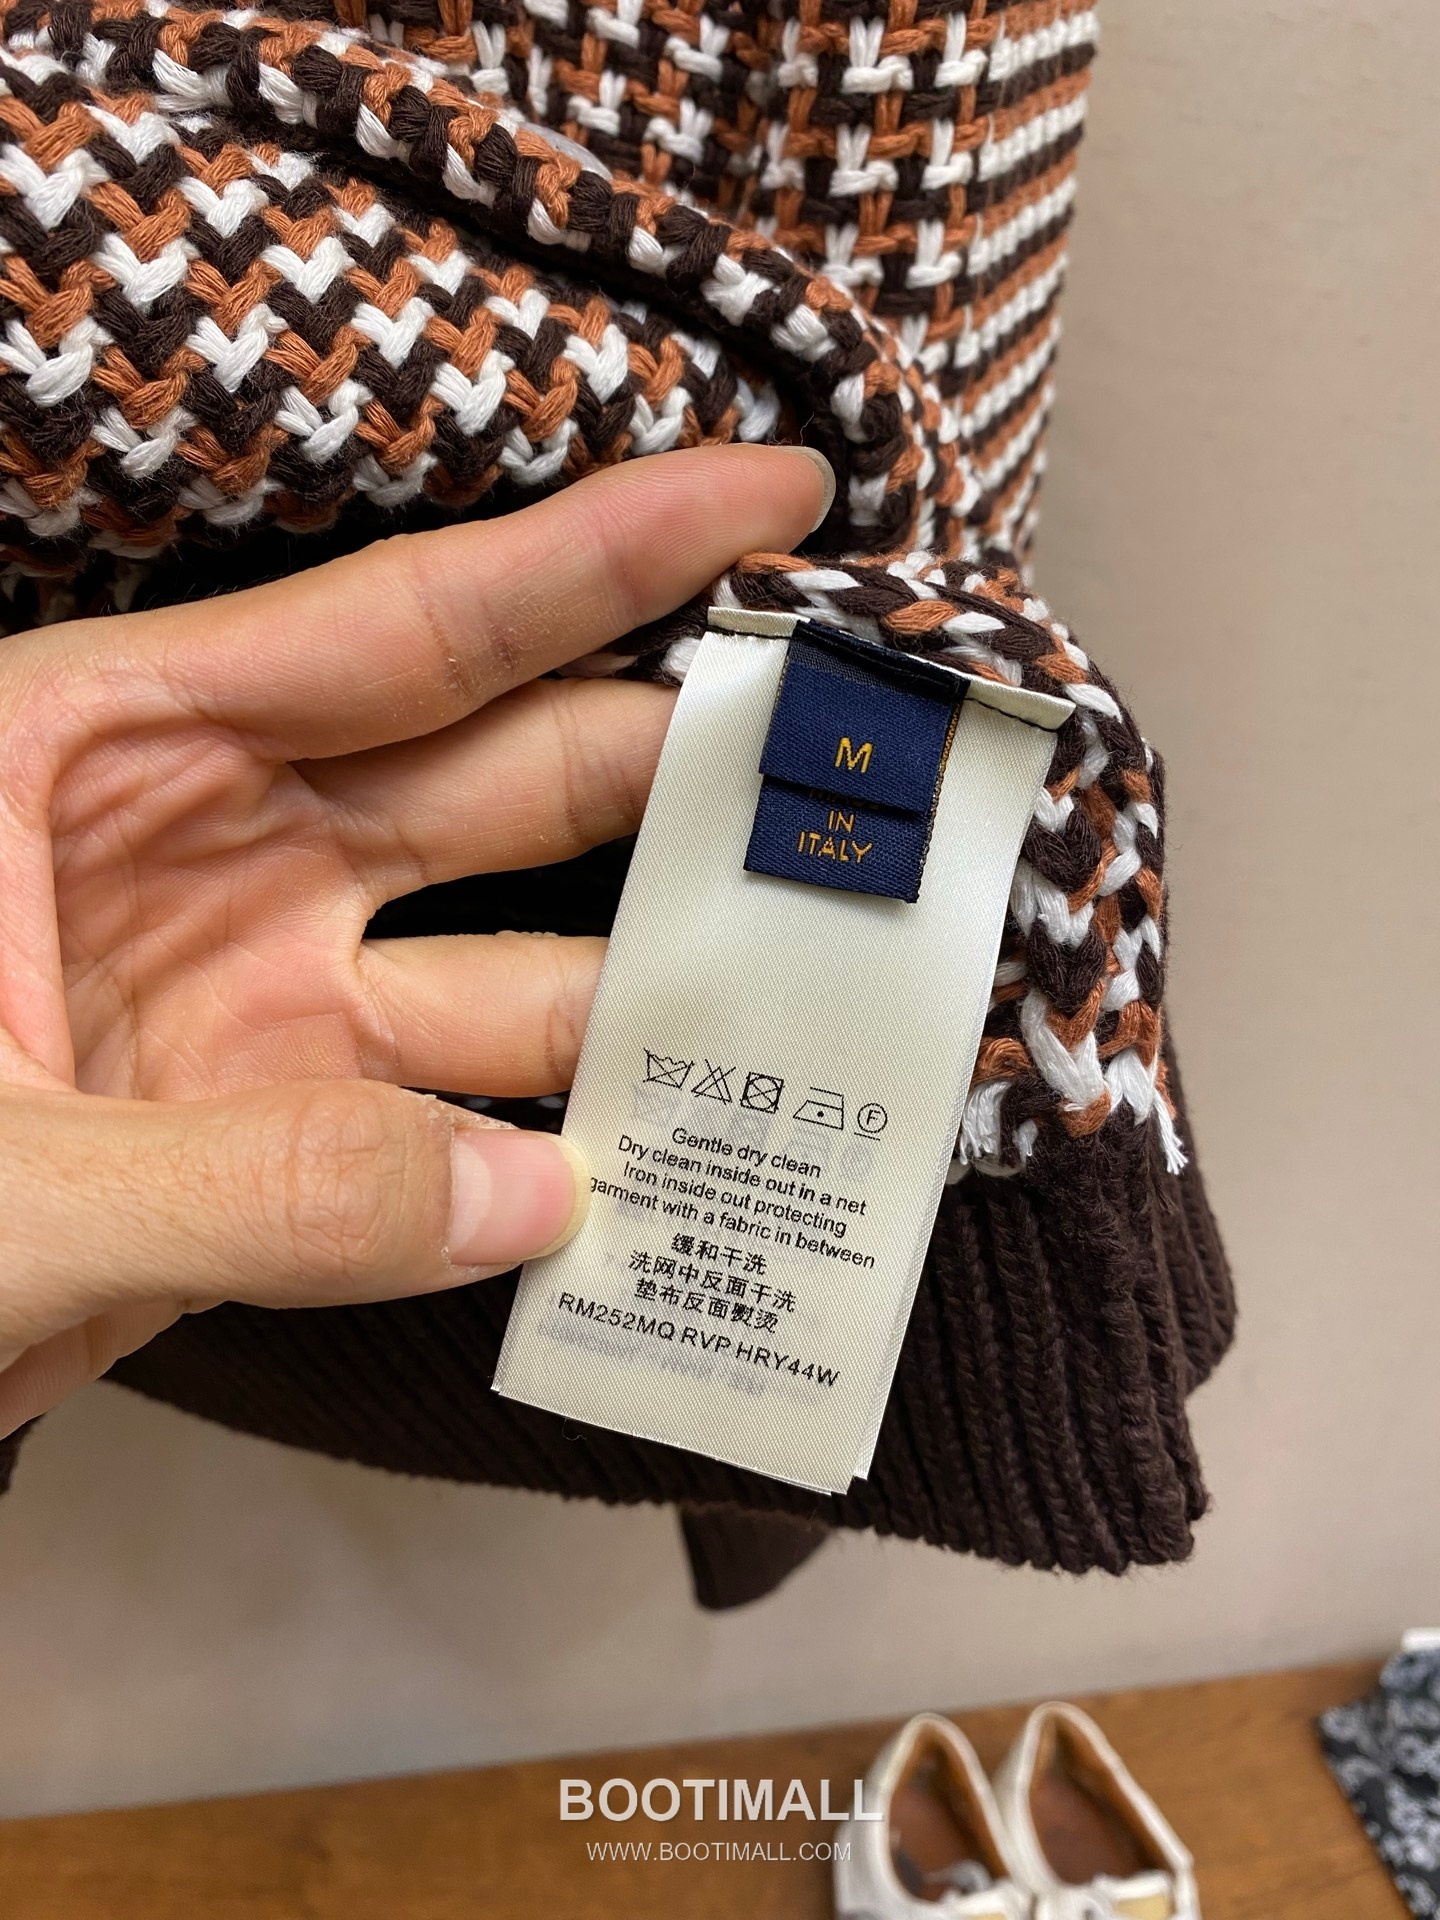 M
IN
ITALY
F
Gentle dry clean
Dry clean inside out in a net
Iron inside out protecting
garment with a fabric in between
缓和干洗
洗网中反面干洗
垫布反面熨烫
RM252MQ RVP HRY44W
BOOTIMALL
WWW.BOOTIMALL.COM